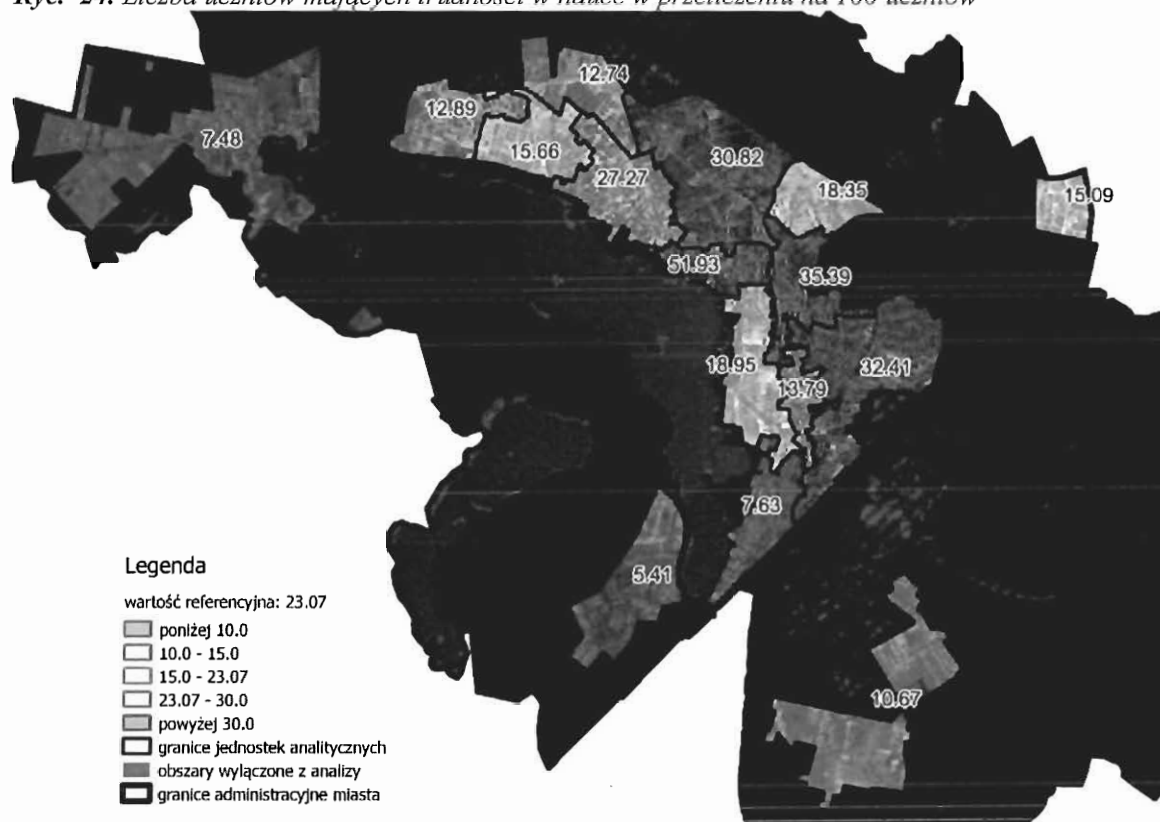 Ryc. 24. Liczba uczniów mających trudności w nauce w przeliczeniu na 100 uczniów
12.74
12.89
7.48
15.66
30.82
27.27
18.35
15.09
51.93
35.39
18.95
32.41
13.79
7.63
5.41
10.67
Legenda
wartość referencyjna: 23.07
poniżej 10.0
10.0 - 15.0
15.0 - 23.07
23.07 - 30.0
powyżej 30.0
granice jednostek analitycznych
obszary wyłączone z analizy
granice administracyjne miasta